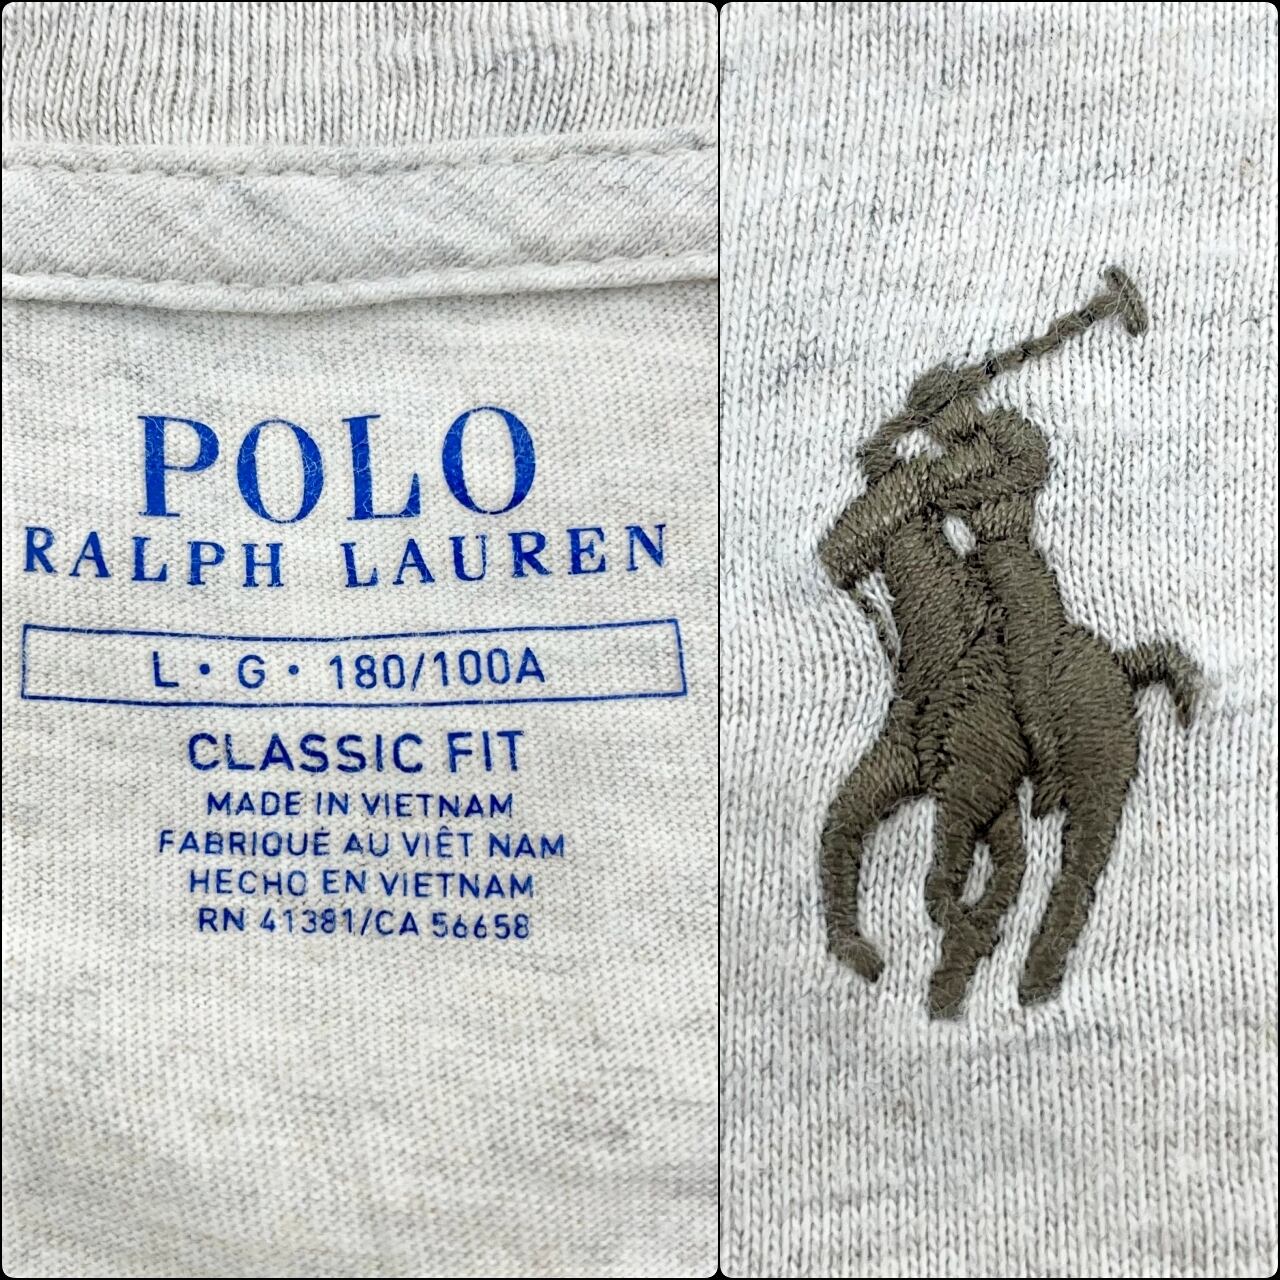 POLO
RALPH LAUREN
L • G • 180/100A
CLASSIC FIT
MADE IN VIETNAM
FABRIQUÉ AU VIÊT NAM
HECHO EN VIETNAM
RN 41381/CA 56658